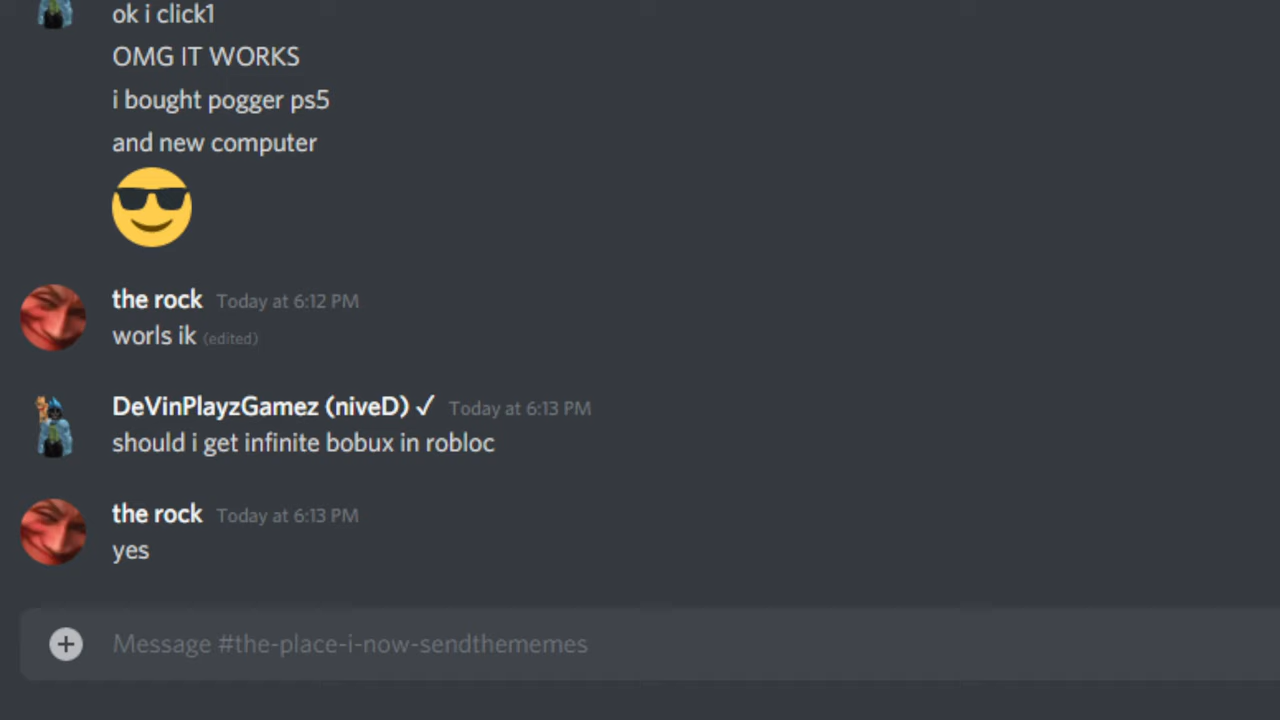 ok i click1
OMG IT WORKS
i bought pogger ps5
and new computer
the rock Today at 6:12 PM
worls ik (edited)
DeVinPlayzGamez (niveD) ✓ Today at 6:13 PM
should i get infinite bobux in robloc
the rock Today at 6:13 PM
yes
Message #the-place-i-now-sendthememes